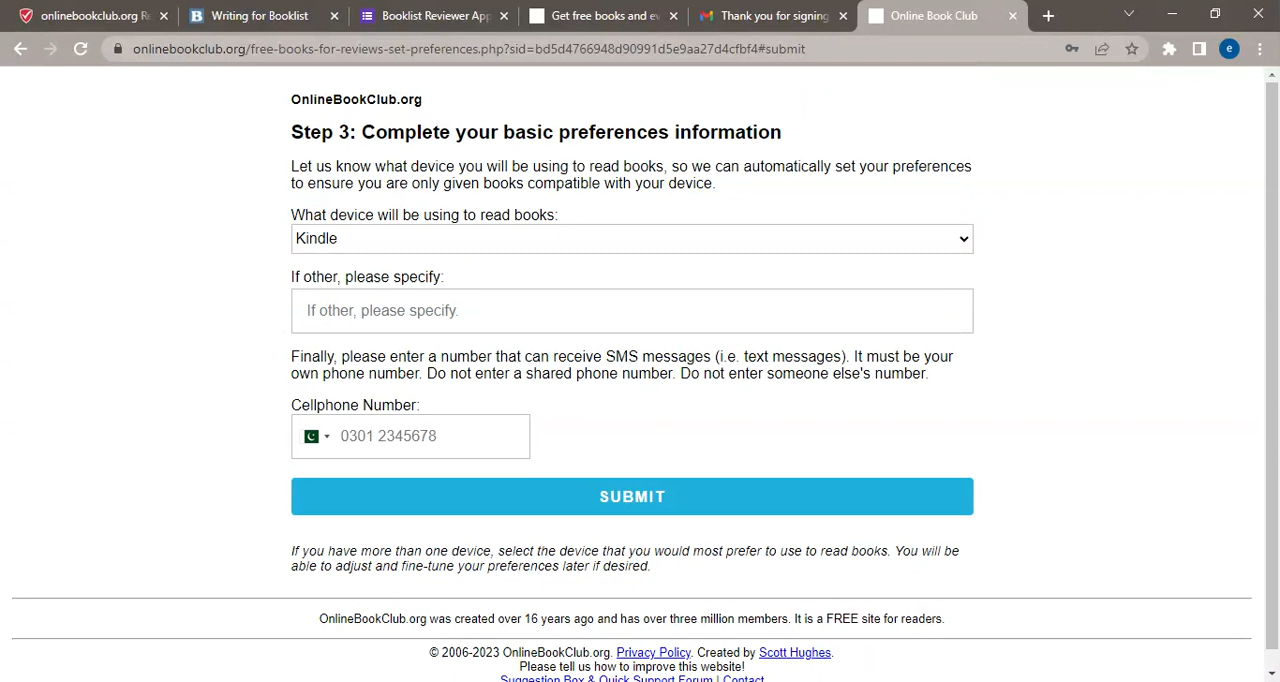 onlinebookclub.org Re
Writing for Booklist
Booklist Reviewer App
Get free books and ev
Thank you for signing
Online Book Club
onlinebookclub.org/free-books-for-reviews-set-preferences.php?sid=bd5d4766948d90991d5e9aa27d4cfbf4#submit
e
OnlineBookClub.org
Step 3: Complete your basic preferences information
Let us know what device you will be using to read books, so we can automatically set your preferences
to ensure you are only given books compatible with your device.
What device will be using to read books:
Kindle
If other, please specify:
If other, please specify.
Finally, please enter a number that can receive SMS messages (i.e. text messages). It must be your
own phone number. Do not enter a shared phone number. Do not enter someone else's number.
Cellphone Number:
0301 2345678
SUBMIT
If you have more than one device, select the device that you would most prefer to use to read books. You will be
able to adjust and fine-tune your preferences later if desired.
OnlineBookClub.org was created over 16 years ago and has over three million members. It is a FREE site for readers.
© 2006-2023 OnlineBookClub.org. Privacy Policy. Created by Scott Hughes.
Please tell us how to improve this website!
Suggestion Box & Quick Support Forum | Contact